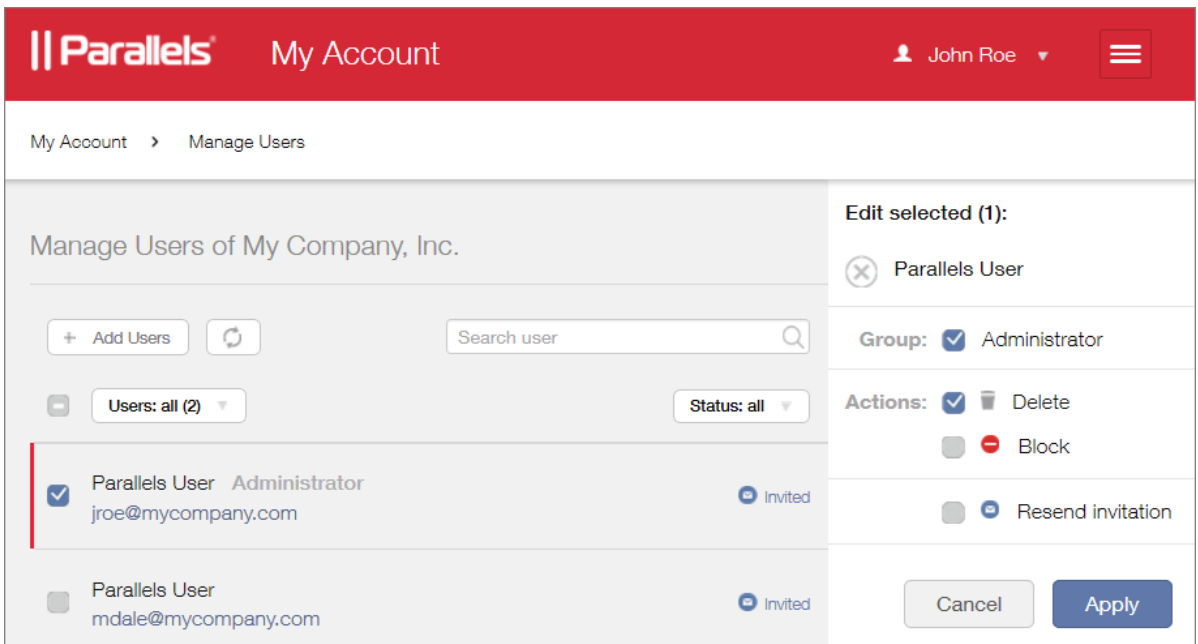 Parallels® My Account John Roe
My Account > Manage Users
Manage Users of My Company, Inc.
+ Add Users Search user
Users: all (2) Status: all
Parallels User Administrator
jroe@mycompany.com
Invited
Parallels User
mdale@mycompany.com
Invited
Edit selected (1):
Parallels User
Group: Administrator
Actions: Delete
Block
Resend invitation
Cancel Apply